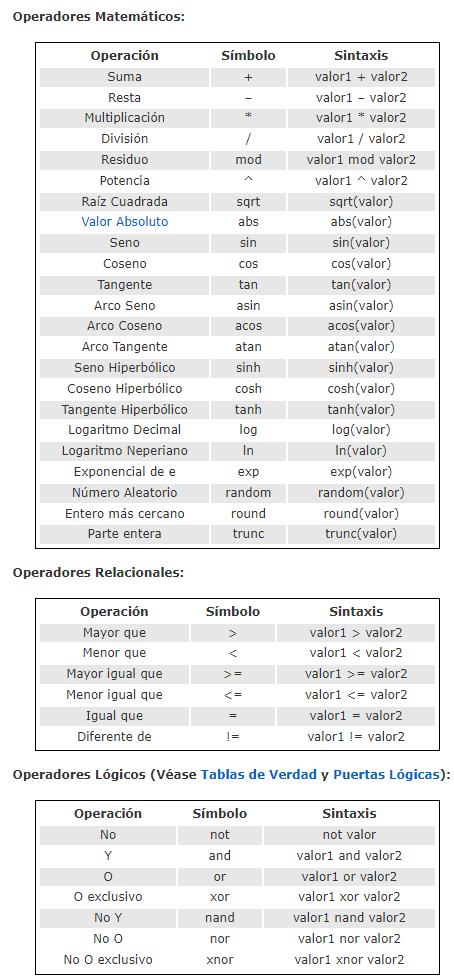 Operadores Matemáticos:
Operación Símbolo Sintaxis
Suma + valor1 + valor2
Resta – valor1 – valor2
Multiplicación * valor1 * valor2
División / valor1 / valor2
Residuo mod valor1 mod valor2
Potencia ^ valor1 ^ valor2
Raíz Cuadrada sqrt sqrt(valor)
Valor Absoluto abs abs(valor)
Seno sin sin(valor)
Coseno cos cos(valor)
Tangente tan tan(valor)
Arco Seno asin asin(valor)
Arco Coseno acos acos(valor)
Arco Tangente atan atan(valor)
Seno Hiperbólico sinh sinh(valor)
Coseno Hiperbólico cosh cosh(valor)
Tangente Hiperbólico tanh tanh(valor)
Logaritmo Decimal log log(valor)
Logaritmo Neperiano ln ln(valor)
Exponencial de e exp exp(valor)
Número Aleatorio random random(valor)
Entero más cercano round round(valor)
Parte entera trunc trunc(valor)
Operadores Relacionales:
Operación Símbolo Sintaxis
Mayor que > valor1 > valor2
Menor que < valor1 < valor2
Mayor igual que >= valor1 >= valor2
Menor igual que <= valor1 <= valor2
Igual que = valor1 = valor2
Diferente de != valor1 != valor2
Operadores Lógicos (Véase Tablas de Verdad y Puertas Lógicas):
Operación Símbolo Sintaxis
No not not valor
Y and valor1 and valor2
O or valor1 or valor2
O exclusivo xor valor1 xor valor2
No Y nand valor1 nand valor2
No O nor valor1 nor valor2
No O exclusivo xnor valor1 xnor valor2